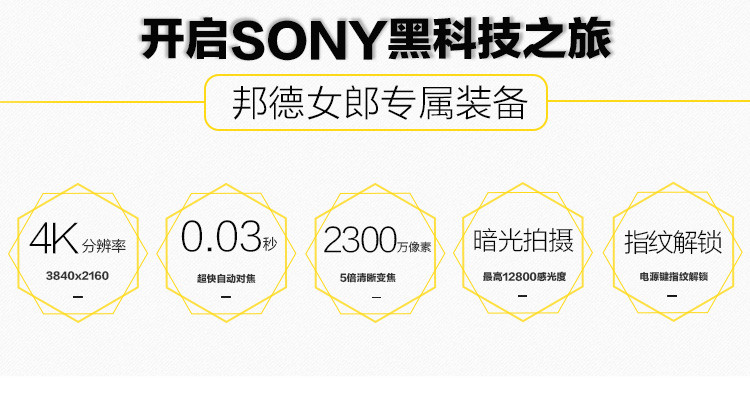 开启SONY黑科技之旅
邦德女郎专属装备
4K分辨率
3840x2160
0.03秒
超快自动对焦
2300万像素
5倍清晰变焦
暗光拍摄
最高12800感光度
指纹解锁
电源键指纹解锁